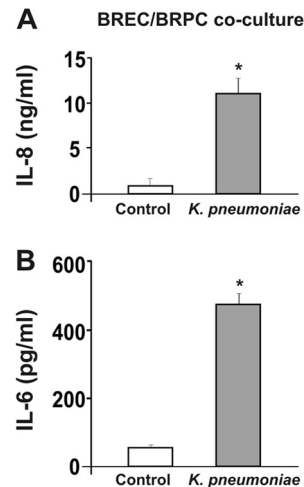 A BREC/BRPC co-culture
IL-8 (ng/ml)
15
10
5
0
*
Control K. pneumoniae
B
IL-6 (pg/ml)
600
400
200
0
*
Control K. pneumoniae